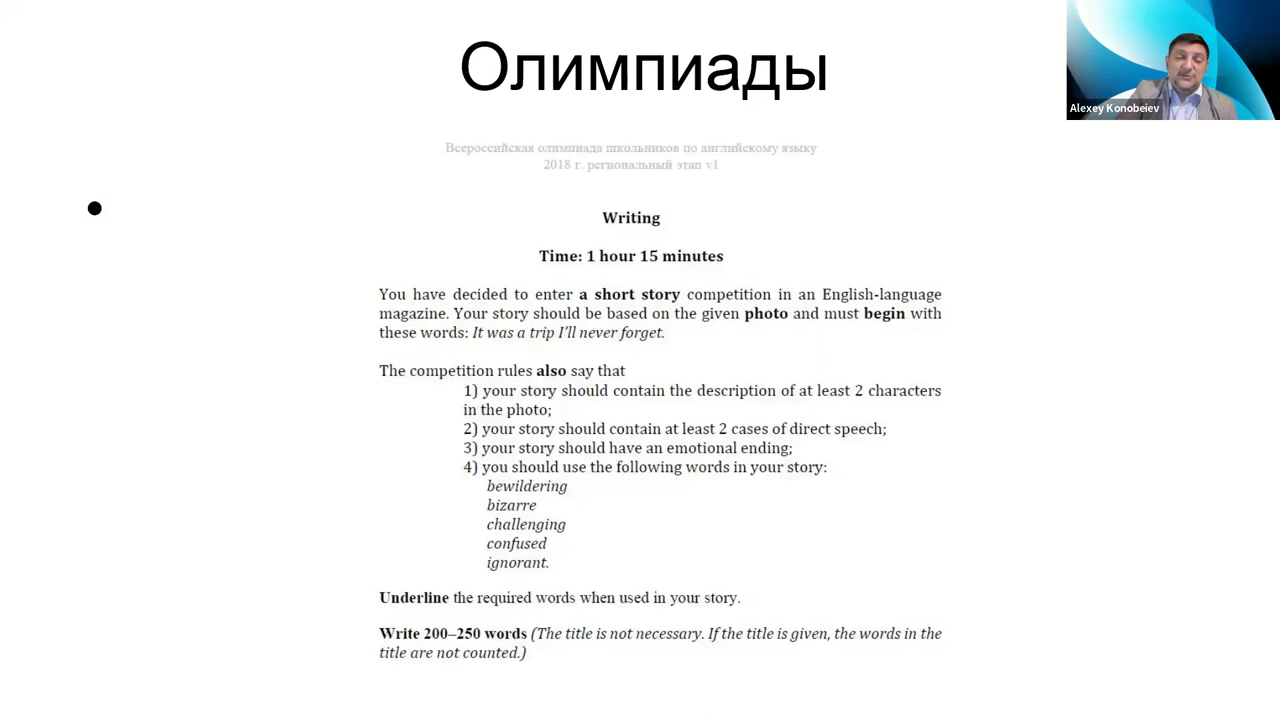 Олимпиады
Alexey Konobeiev
Всероссийская олимпиада школьников по английскому языку
2018 г. региональный этап v1
Writing
Time: 1 hour 15 minutes
You have decided to enter a short story competition in an English-language
magazine. Your story should be based on the given photo and must begin with
these words: It was a trip I'll never forget.
The competition rules also say that
1) your story should contain the description of at least 2 characters
in the photo;
2) your story should contain at least 2 cases of direct speech;
3) your story should have an emotional ending;
4) you should use the following words in your story:
bewildering
bizarre
challenging
confused
ignorant.
Underline the required words when used in your story.
Write 200–250 words (The title is not necessary. If the title is given, the words in the
title are not counted.)